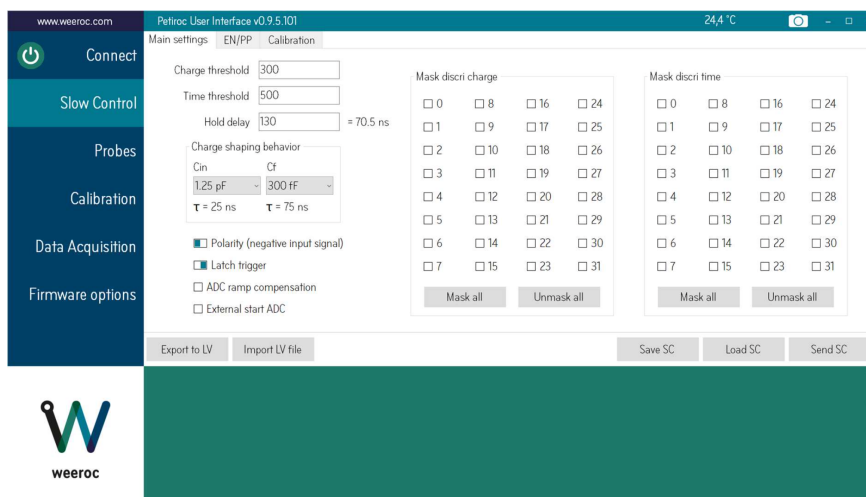 www.weeroc.com
Petiroc User Interface v0.9.5.101
24,4 °C
Connect
Slow Control
Probes
Calibration
Data Acquisition
Firmware options
Main settings EN/PP Calibration
Charge threshold 300
Time threshold 500
Hold delay 130 = 70.5 ns
Charge shaping behavior
Cin Cf
1.25 pF 300 fF
τ = 25 ns τ = 75 ns
Polarity (negative input signal)
Latch trigger
ADC ramp compensation
External start ADC
Mask discri charge
0 8 16 24
1 9 17 25
2 10 18 26
3 11 19 27
4 12 20 28
5 13 21 29
6 14 22 30
7 15 23 31
Mask all Unmask all
Mask discri time
0 8 16 24
1 9 17 25
2 10 18 26
3 11 19 27
4 12 20 28
5 13 21 29
6 14 22 30
7 15 23 31
Mask all Unmask all
Export to LV Import LV file Save SC Load SC Send SC
weeroc